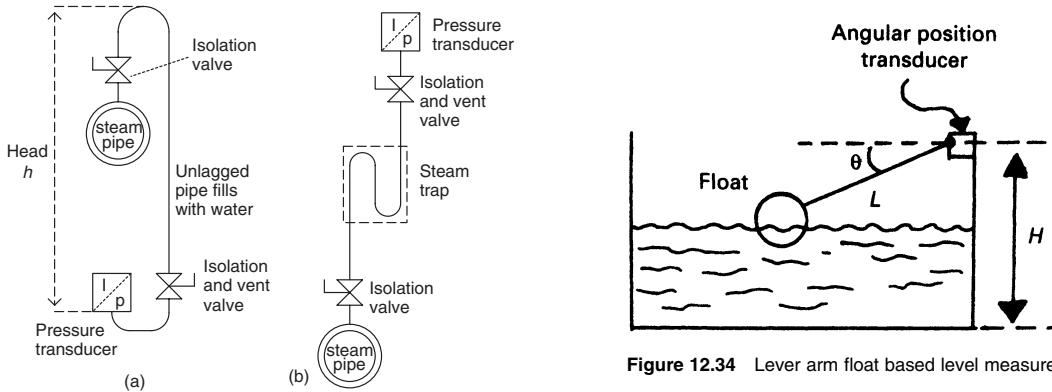 Isolation
valve
steam
pipe
Head
h
Unlagged
pipe fills
with water
I
p
Isolation
and vent
valve
Pressure
transducer
(a)
I
p
Pressure
transducer
Isolation
and vent
valve
Steam
trap
Isolation
valve
steam
pipe
(b)
Angular position
transducer
θ
Float
L
H
Figure 12.34 Lever arm float based level measure